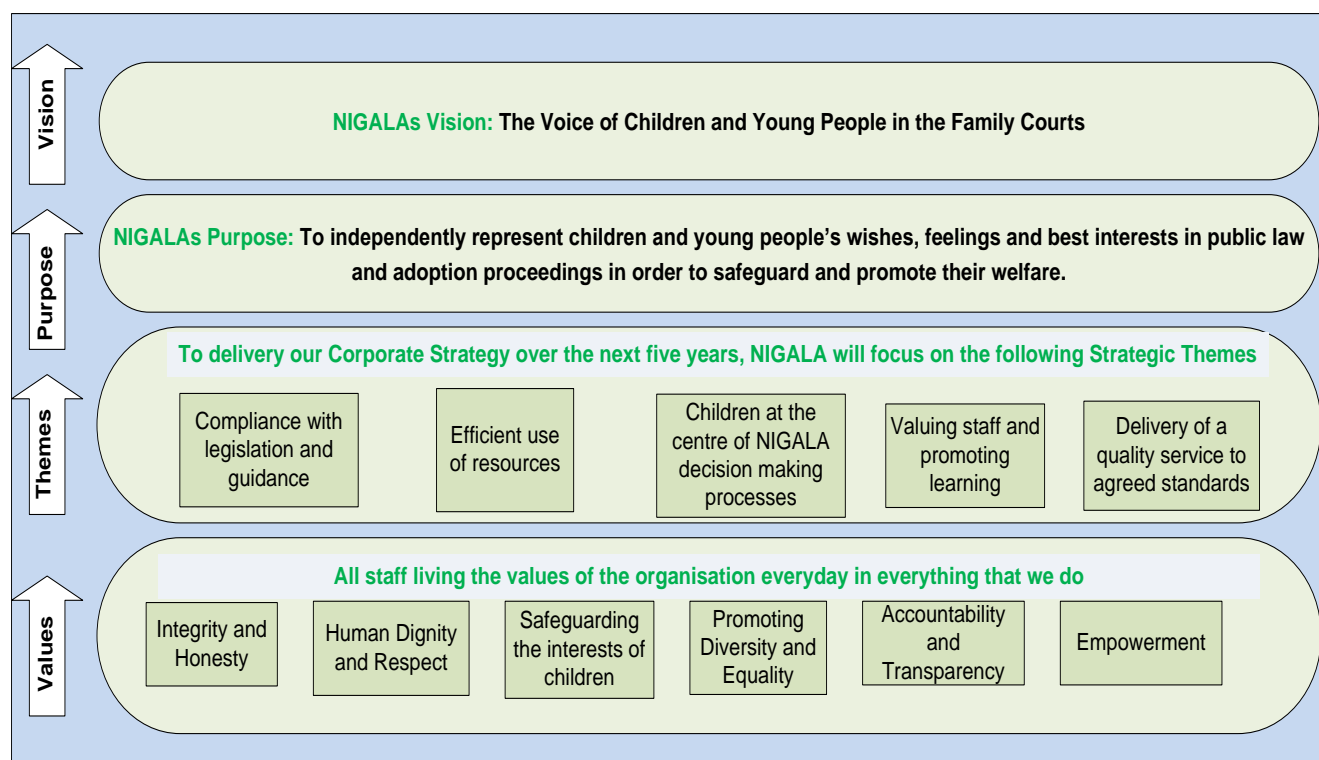 Vision
NIGALAs Vision: The Voice of Children and Young People in the Family Courts
Purpose
NIGALAs Purpose: To independently represent children and young people's wishes, feelings and best interests in public law
and adoption proceedings in order to safeguard and promote their welfare.
Themes
To delivery our Corporate Strategy over the next five years, NIGALA will focus on the following Strategic Themes
Compliance with
legislation and
guidance
Efficient use
of resources
Children at the
centre of NIGALA
decision making
processes
Valuing staff and
promoting
learning
Delivery of a
quality service to
agreed standards
Values
All staff living the values of the organisation everyday in everything that we do
Integrity and
Honesty
Human Dignity
and Respect
Safeguarding
the interests of
children
Promoting
Diversity and
Equality
Accountability
and
Transparency
Empowerment